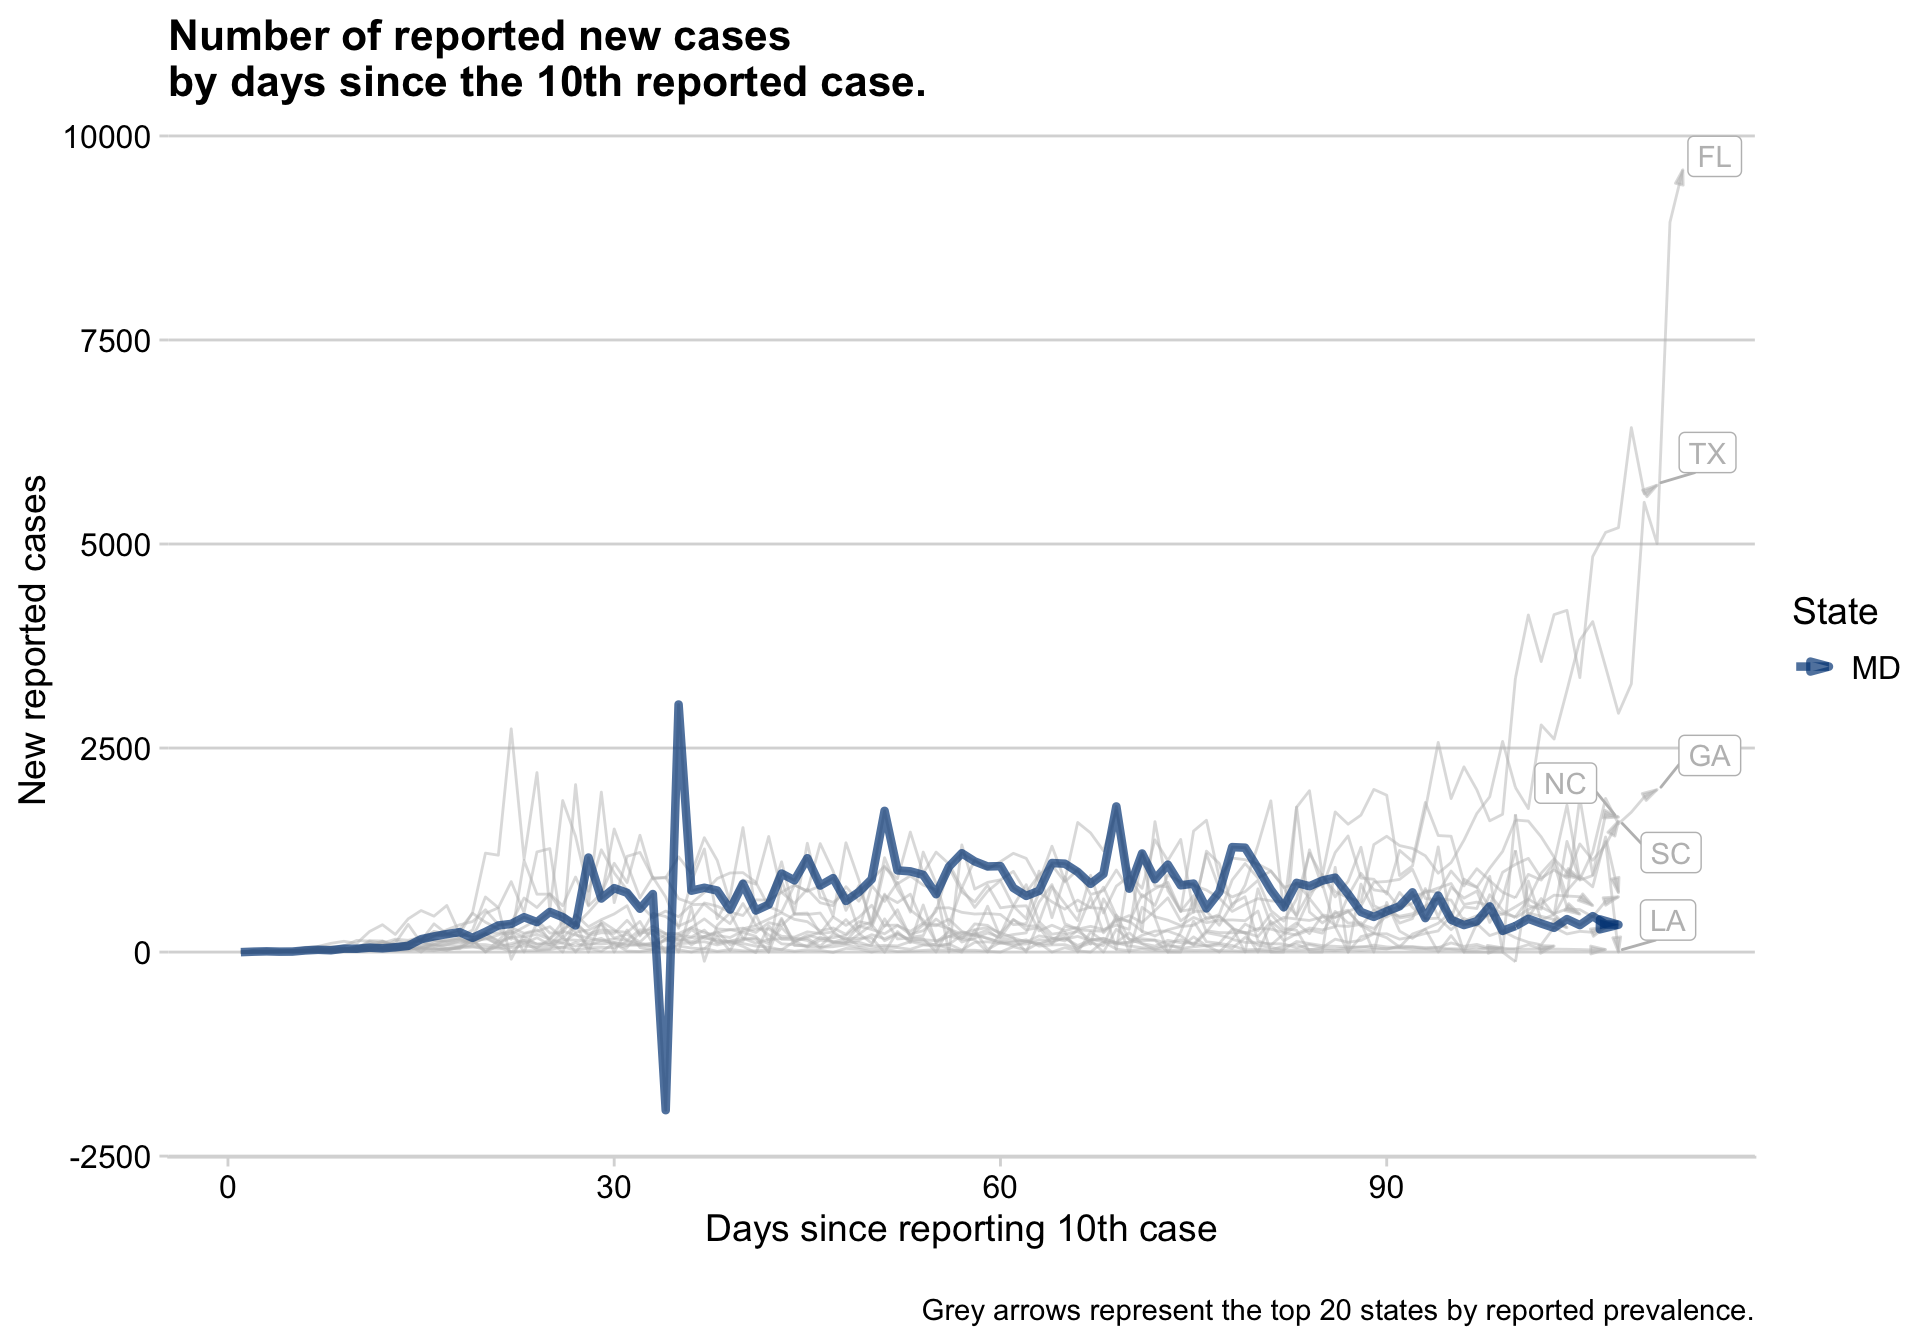 Number of reported new cases
by days since the 10th reported case.
New reported cases
10000
7500
5000
2500
0
-2500
FL
TX
GA
NC
SC
LA
0
30
60
90
Days since reporting 10th case
State
MD
Grey arrows represent the top 20 states by reported prevalence.